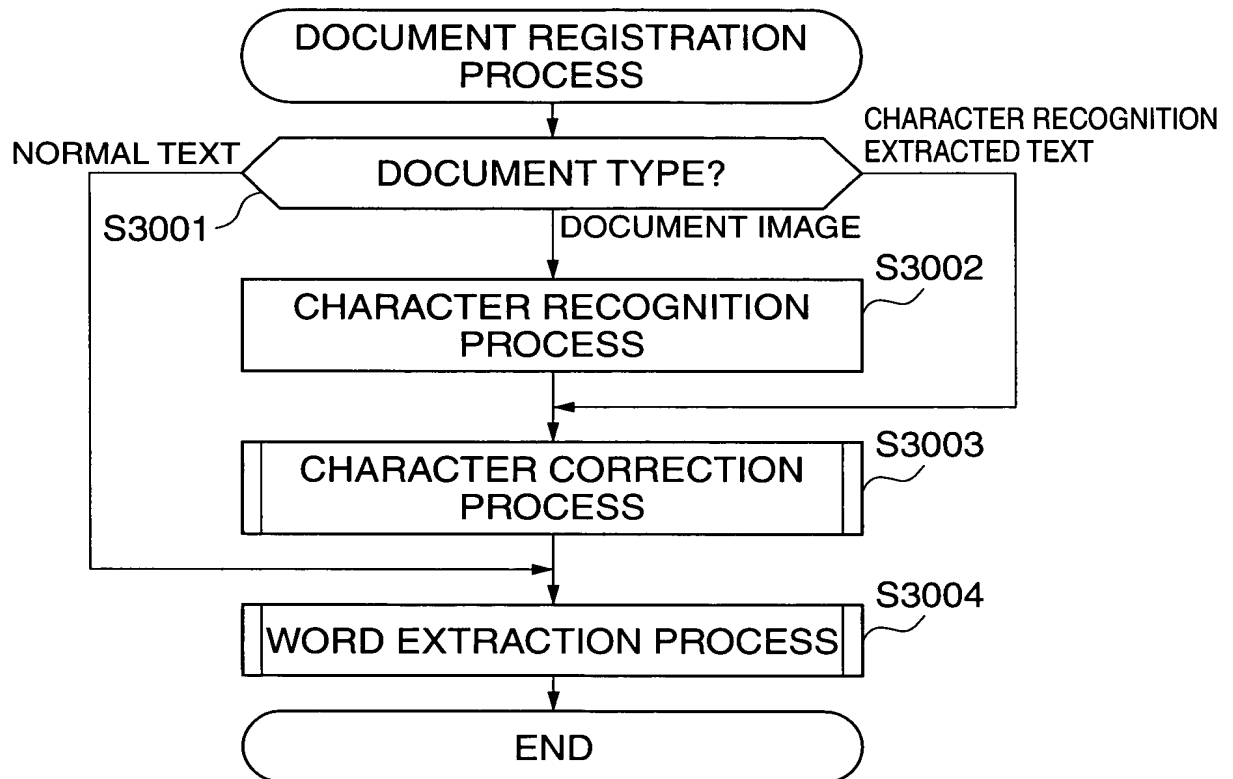 DOCUMENT REGISTRATION
PROCESS
CHARACTER RECOGNITION
EXTRACTED TEXT
NORMAL TEXT
DOCUMENT TYPE?
S3001
DOCUMENT IMAGE
S3002
CHARACTER RECOGNITION
PROCESS
S3003
CHARACTER CORRECTION
PROCESS
S3004
WORD EXTRACTION PROCESS
END